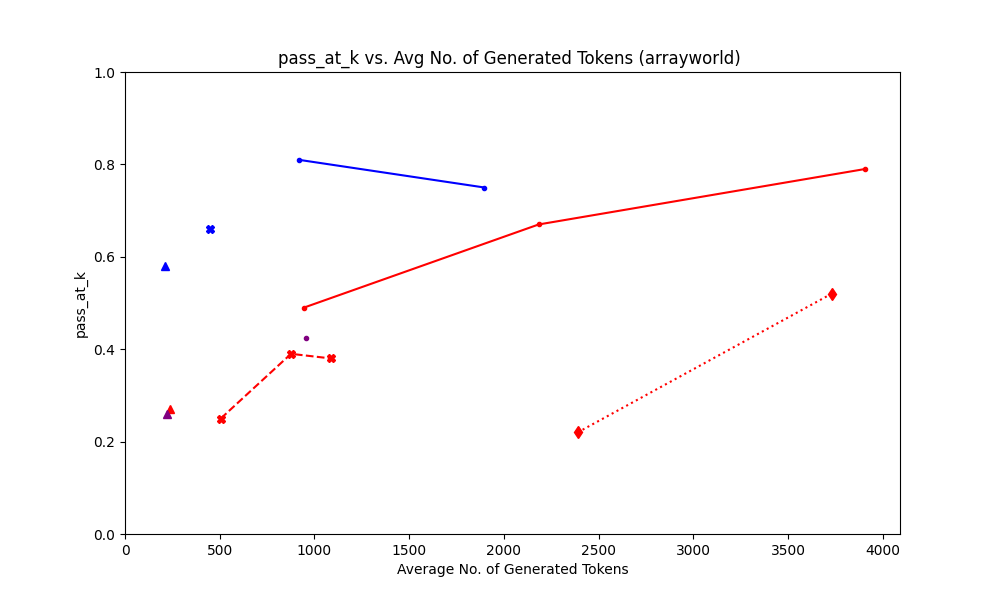 pass_at_k vs. Avg No. of Generated Tokens (arrayworld)
pass_at_k
1.0
0.8
0.6
0.4
0.2
0.0
0 500 1000 1500 2000 2500 3000 3500 4000
Average No. of Generated Tokens